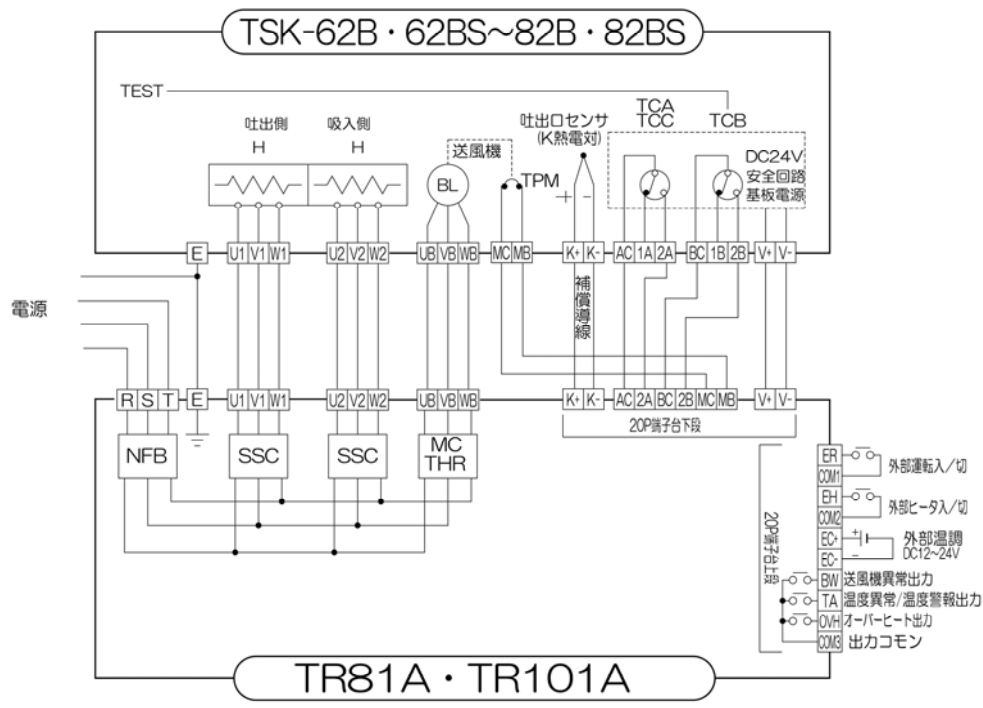 TSK-62B・62BS～82B・82BS
TEST
吐出側
H
吸入側
H
送風機
BL
TPM
吐出口センサ
(K熱電対)
+ -
TCA
TCC
TCB
DC24V
安全回路
基板電源
E U1 V1 W1 U2 V2 W2 UB VB WB MC MB K+ K- AC 1A 2A BC 1B 2B V+ V-
電源
補償導線
R S T E U1 V1 W1 U2 V2 W2 UB VB WB K+ K- AC 2A BC 2B MC MB V+ V-
20P端子台下段
NFB
SSC
SSC
MC
THR
20P端子台上段
ER
COM1
外部運転入／切
EH
COM2
外部ヒータ入／切
EC+
EC-
+
-
外部温調
DC12～24V
BW 送風機異常出力
TA 温度異常/温度警報出力
OVH オーバーヒート出力
COM3 出力コモン
TR81A・TR101A